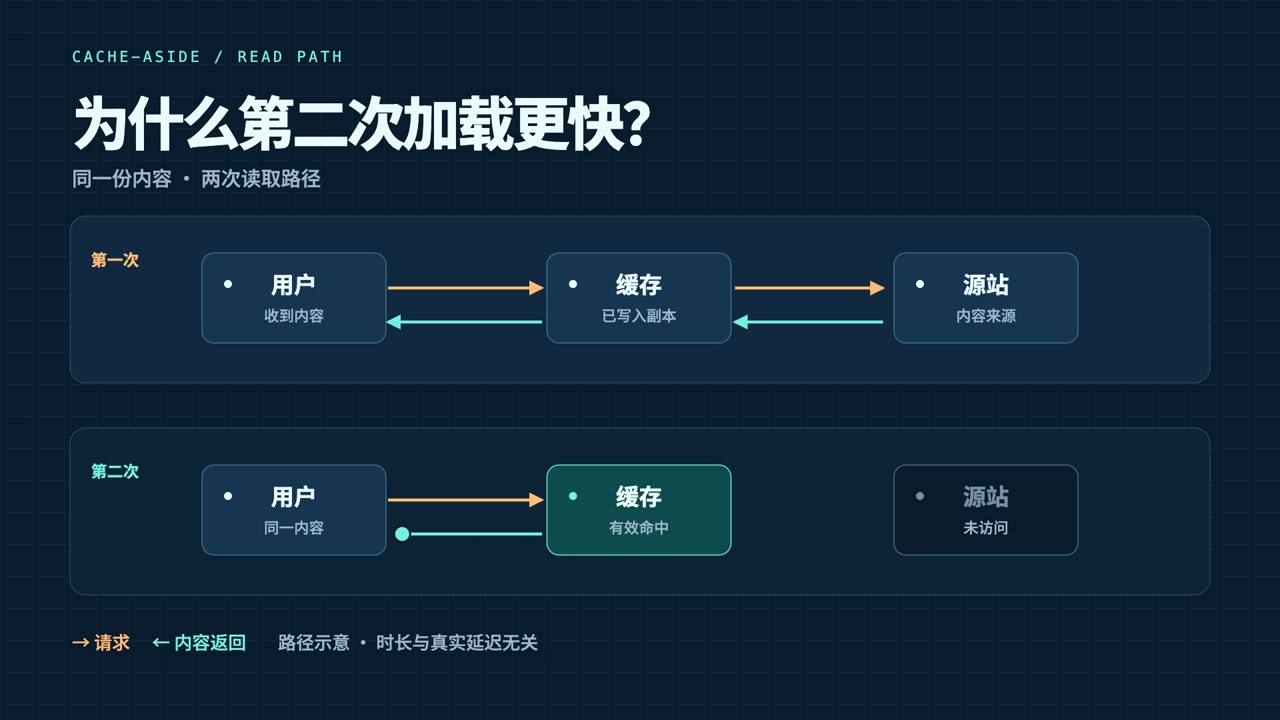 CACHE-ASIDE / READ PATH
为什么第二次加载更快?
同一份内容 • 两次读取路径
第一次
用户
收到内容
缓存
已写入副本
源站
内容来源
第二次
用户
同一内容
缓存
有效命中
源站
未访问
→ 请求 ← 内容返回 路径示意 • 时长与真实延迟无关